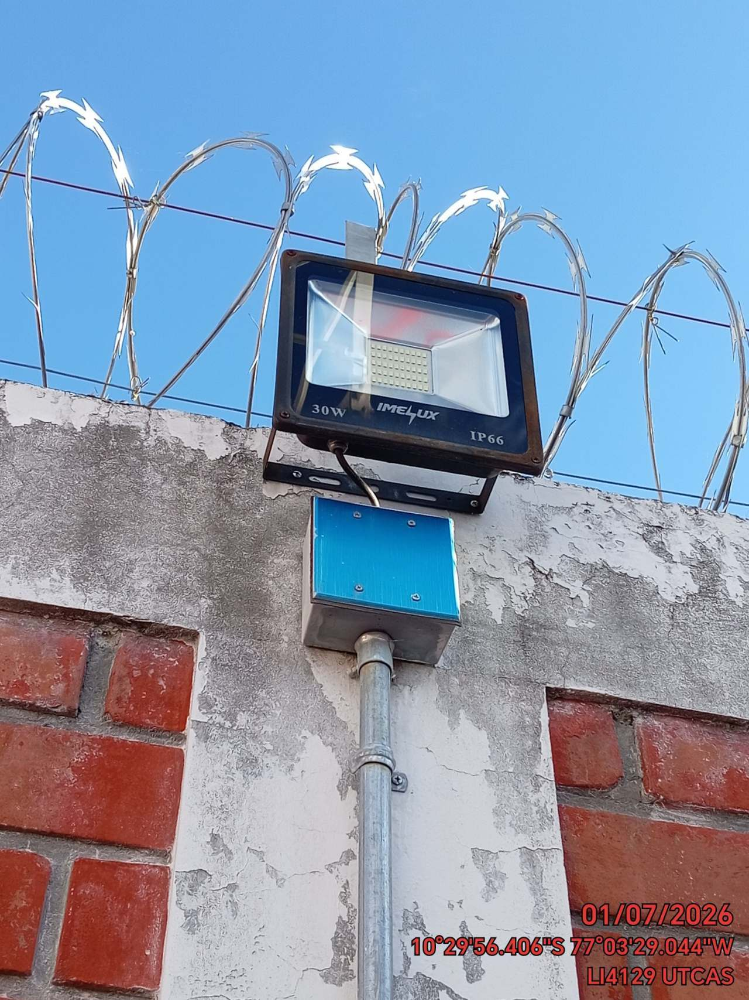 30W
IMELUX
IP66
01/07/2026
10°29'56.406"S 77°03'29.044"W
LI4129 UTCAS